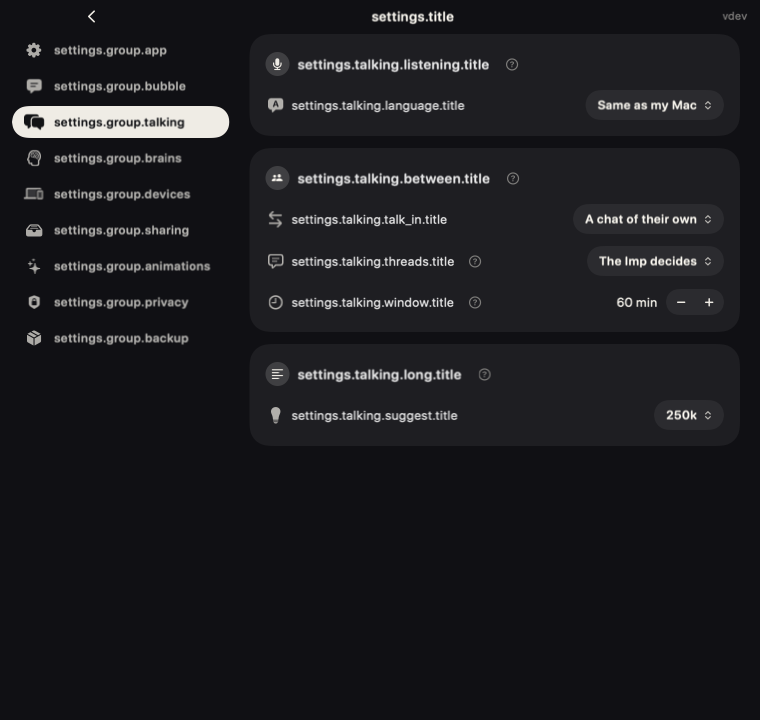 settings.title
vdev
settings.group.app
settings.group.bubble
settings.group.talking
settings.group.brains
settings.group.devices
settings.group.sharing
settings.group.animations
settings.group.privacy
settings.group.backup
settings.talking.listening.title
settings.talking.language.title
Same as my Mac
settings.talking.between.title
settings.talking.talk_in.title
A chat of their own
settings.talking.threads.title
The Imp decides
settings.talking.window.title
60 min
settings.talking.long.title
settings.talking.suggest.title
250k